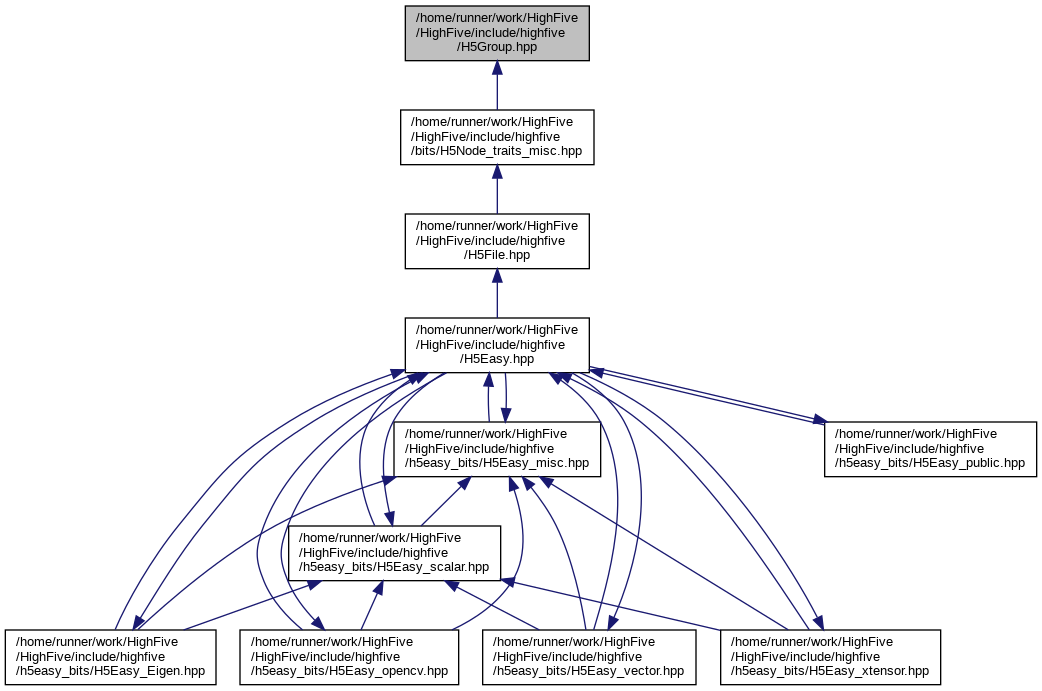 /home/runner/work/HighFive
/HighFive/include/highfive
/H5Group.hpp
/home/runner/work/HighFive
/HighFive/include/highfive
/bits/H5Node_traits_misc.hpp
/home/runner/work/HighFive
/HighFive/include/highfive
/H5File.hpp
/home/runner/work/HighFive
/HighFive/include/highfive
/H5Easy.hpp
/home/runner/work/HighFive
/HighFive/include/highfive
/h5easy_bits/H5Easy_misc.hpp
/home/runner/work/HighFive
/HighFive/include/highfive
/h5easy_bits/H5Easy_public.hpp
/home/runner/work/HighFive
/HighFive/include/highfive
/h5easy_bits/H5Easy_scalar.hpp
/home/runner/work/HighFive
/HighFive/include/highfive
/h5easy_bits/H5Easy_Eigen.hpp
/home/runner/work/HighFive
/HighFive/include/highfive
/h5easy_bits/H5Easy_opencv.hpp
/home/runner/work/HighFive
/HighFive/include/highfive
/h5easy_bits/H5Easy_vector.hpp
/home/runner/work/HighFive
/HighFive/include/highfive
/h5easy_bits/H5Easy_xtensor.hpp